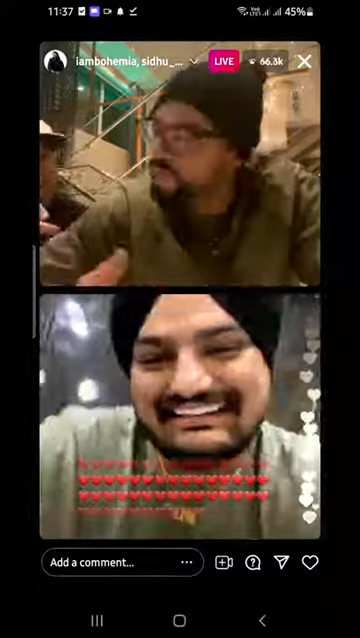 11:37
45%
iambohemia, sidhu_...
LIVE
66.3k
Add a comment...